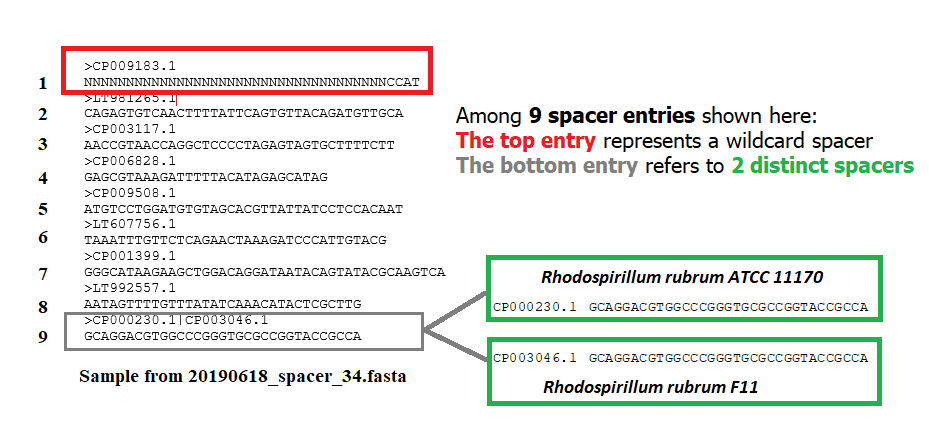 >CP009183.1
1 NNNNNNNNNNNNNNNNNNNNNNNNNNNNNNNNNNNNCCAT
>LT981265.1
2 CAGAGTGTCAACTTTTATTCAGTGTTACAGATGTTGCA
>CP003117.1
3 AACCGTAACCAGGCTCCCCTAGAGTAGTGCTTTTCTT
>CP006828.1
4 GAGCGTAAAGATTTTTACATAGAGCATAG
>CP009508.1
5 ATGTCCTGGATGTGTAGCACGTTATTATCCTCCACAAT
>LT607756.1
6 TAAATTTGTTCTCAGAACTAAAGATCCCATTGTACG
>CP001399.1
7 GGGCATAAGAAGCTGGACAGGATAATACAGTATACGCAAGTCA
>LT992557.1
8 AATAGTTTTGTTTATATCAAACATACTCGCTTG
>CP000230.1|CP003046.1
9 GCAGGACGTGGCCCGGGTGCGCCGGTACCGCCA
Sample from 20190618_spacer_34.fasta
Among 9 spacer entries shown here:
The top entry represents a wildcard spacer
The bottom entry refers to 2 distinct spacers
Rhodospirillum rubrum ATCC 11170
CP000230.1 GCAGGACGTGGCCCGGGTGCGCCGGTACCGCCA
CP003046.1 GCAGGACGTGGCCCGGGTGCGCCGGTACCGCCA
Rhodospirillum rubrum F11